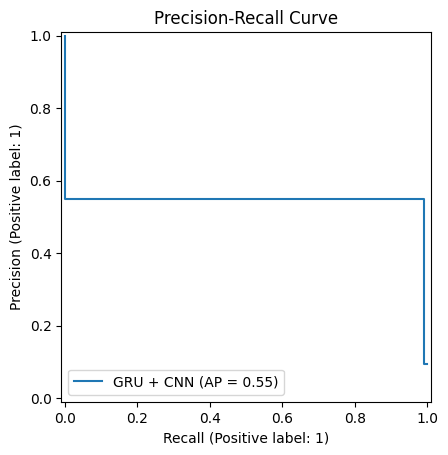 Precision-Recall Curve
1.0
0.8
0.6
0.4
0.2
0.0
Precision (Positive label: 1)
GRU + CNN (AP = 0.55)
0.0 0.2 0.4 0.6 0.8 1.0
Recall (Positive label: 1)